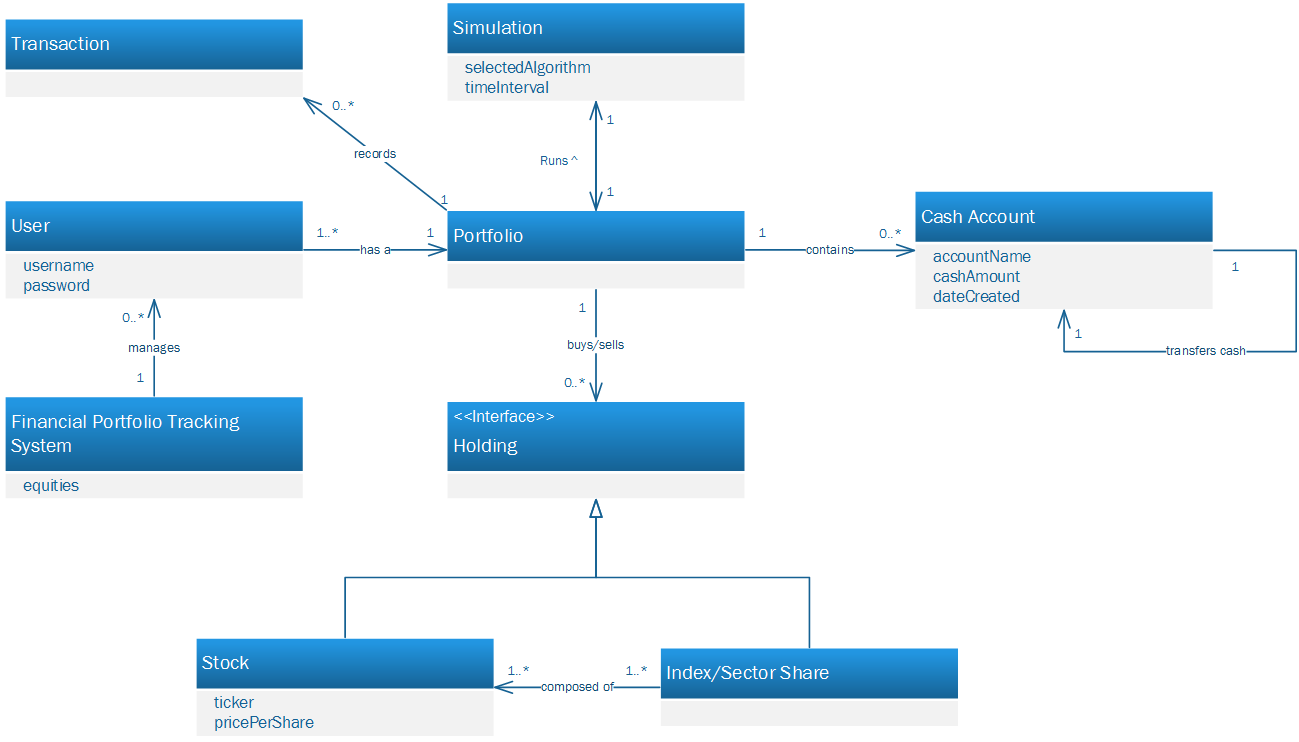 Transaction
Simulation
selectedAlgorithm
timeInterval
0..*
1
records
Runs ^
1
1
User
username
password
1..*
has a
1
Portfolio
1
contains
0..*
Cash Account
accountName
cashAmount
dateCreated
1
1
transfers cash
0..*
manages
1
1
buys/sells
0..*
Financial Portfolio Tracking
System
equities
<<Interface>>
Holding
Stock
ticker
pricePerShare
1..*
composed of
1..*
Index/Sector Share